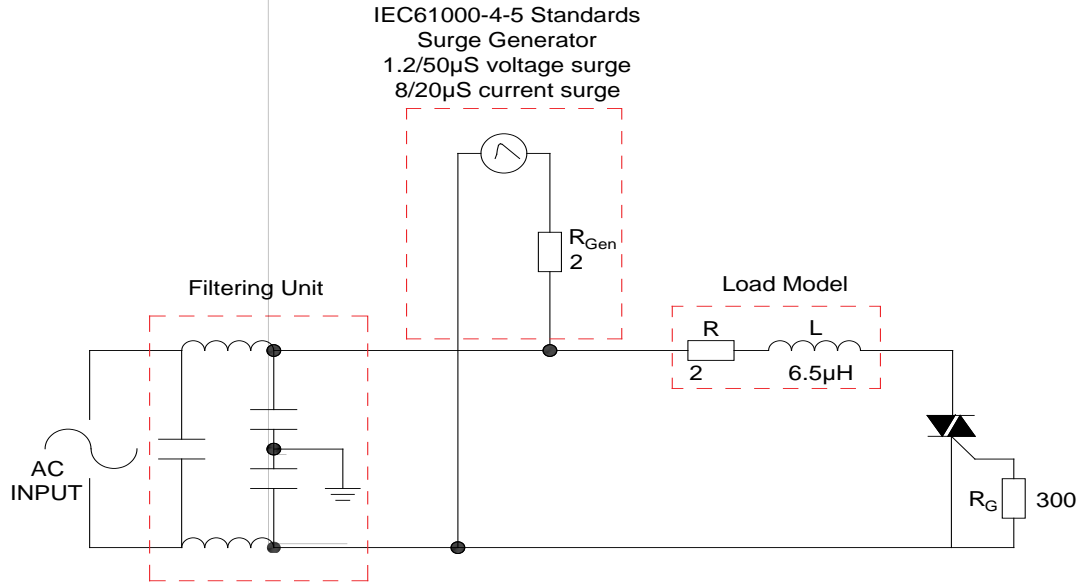 IEC61000-4-5 Standards
Surge Generator
1.2/50µS voltage surge
8/20µS current surge
RGen
2
Filtering Unit
Load Model
R
L
2
6.5µH
AC
INPUT
RG
300